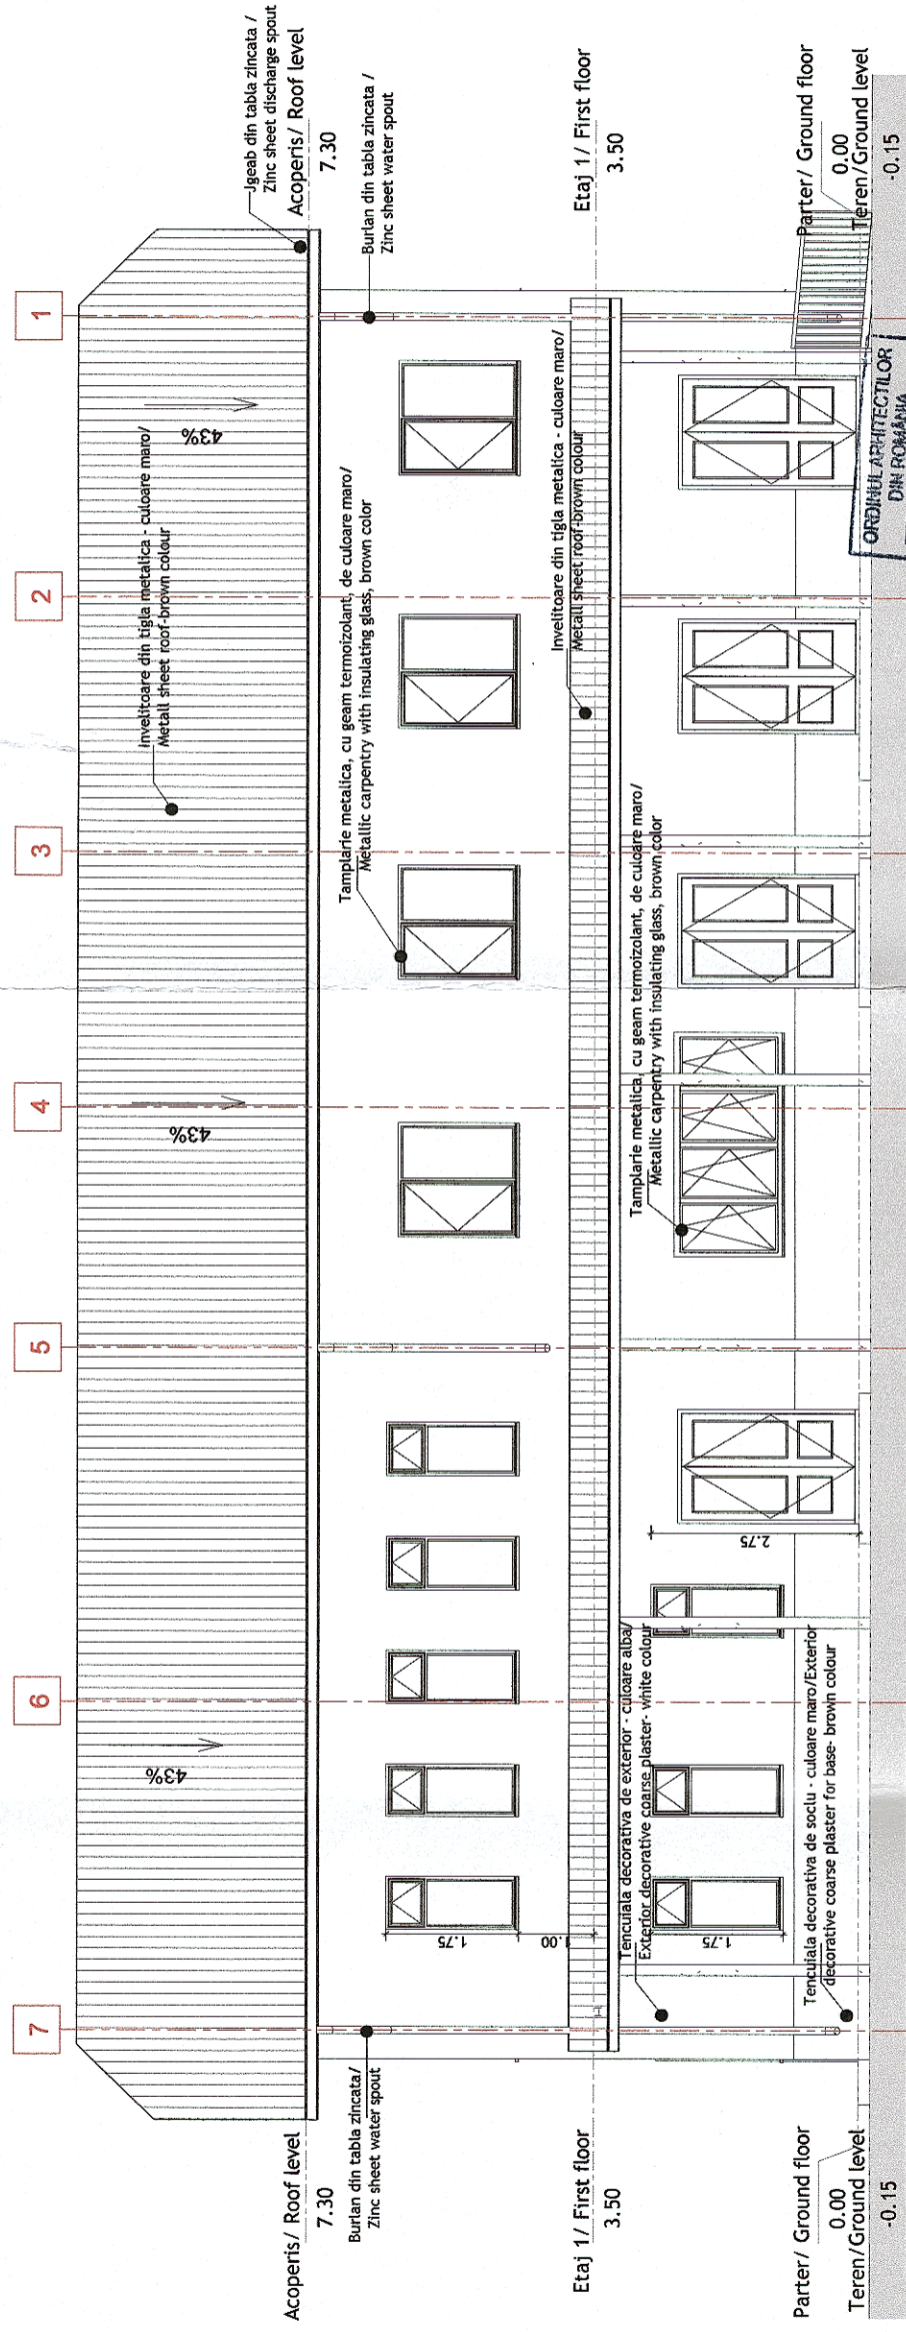 7
6
5
4
3
2
1
43%
43%
43%
Invelitoare din tigla metalica - culoare maro/
Metall sheet roof-brown colour
Jgeab din tabla zincata /
Zinc sheet discharge spout
Acoperis/ Roof level
7.30
Acoperis/ Roof level
7.30
Burlan din tabla zincata/
Zinc sheet water spout
Burlan din tabla zincata /
Zinc sheet water spout
Tamplarie metalica, cu geam termoizolant, de culoare maro/
Metallic carpentry with insulating glass, brown color
1.75
1.00
Invelitoare din tigla metalica - culoare maro/
Metall sheet roof-brown colour
Etaj 1/ First floor
3.50
Etaj 1/ First floor
3.50
Tencuiala decorativa de exterior - culoare alba/
Exterior decorative coarse plaster- white colour
Tamplarie metalica, cu geam termoizolant, de culoare maro/
Metallic carpentry with insulating glass, brown color
1.75
2.75
Tencuiala decorativa de soclu - culoare maro/Exterior
decorative coarse plaster for base- brown colour
Parter/ Ground floor
0.00
Teren/Ground level
-0.15
Parter/ Ground floor
0.00
Teren/Ground level
-0.15
ORDINUL ARHITECTILOR
DIN ROMÂNIA